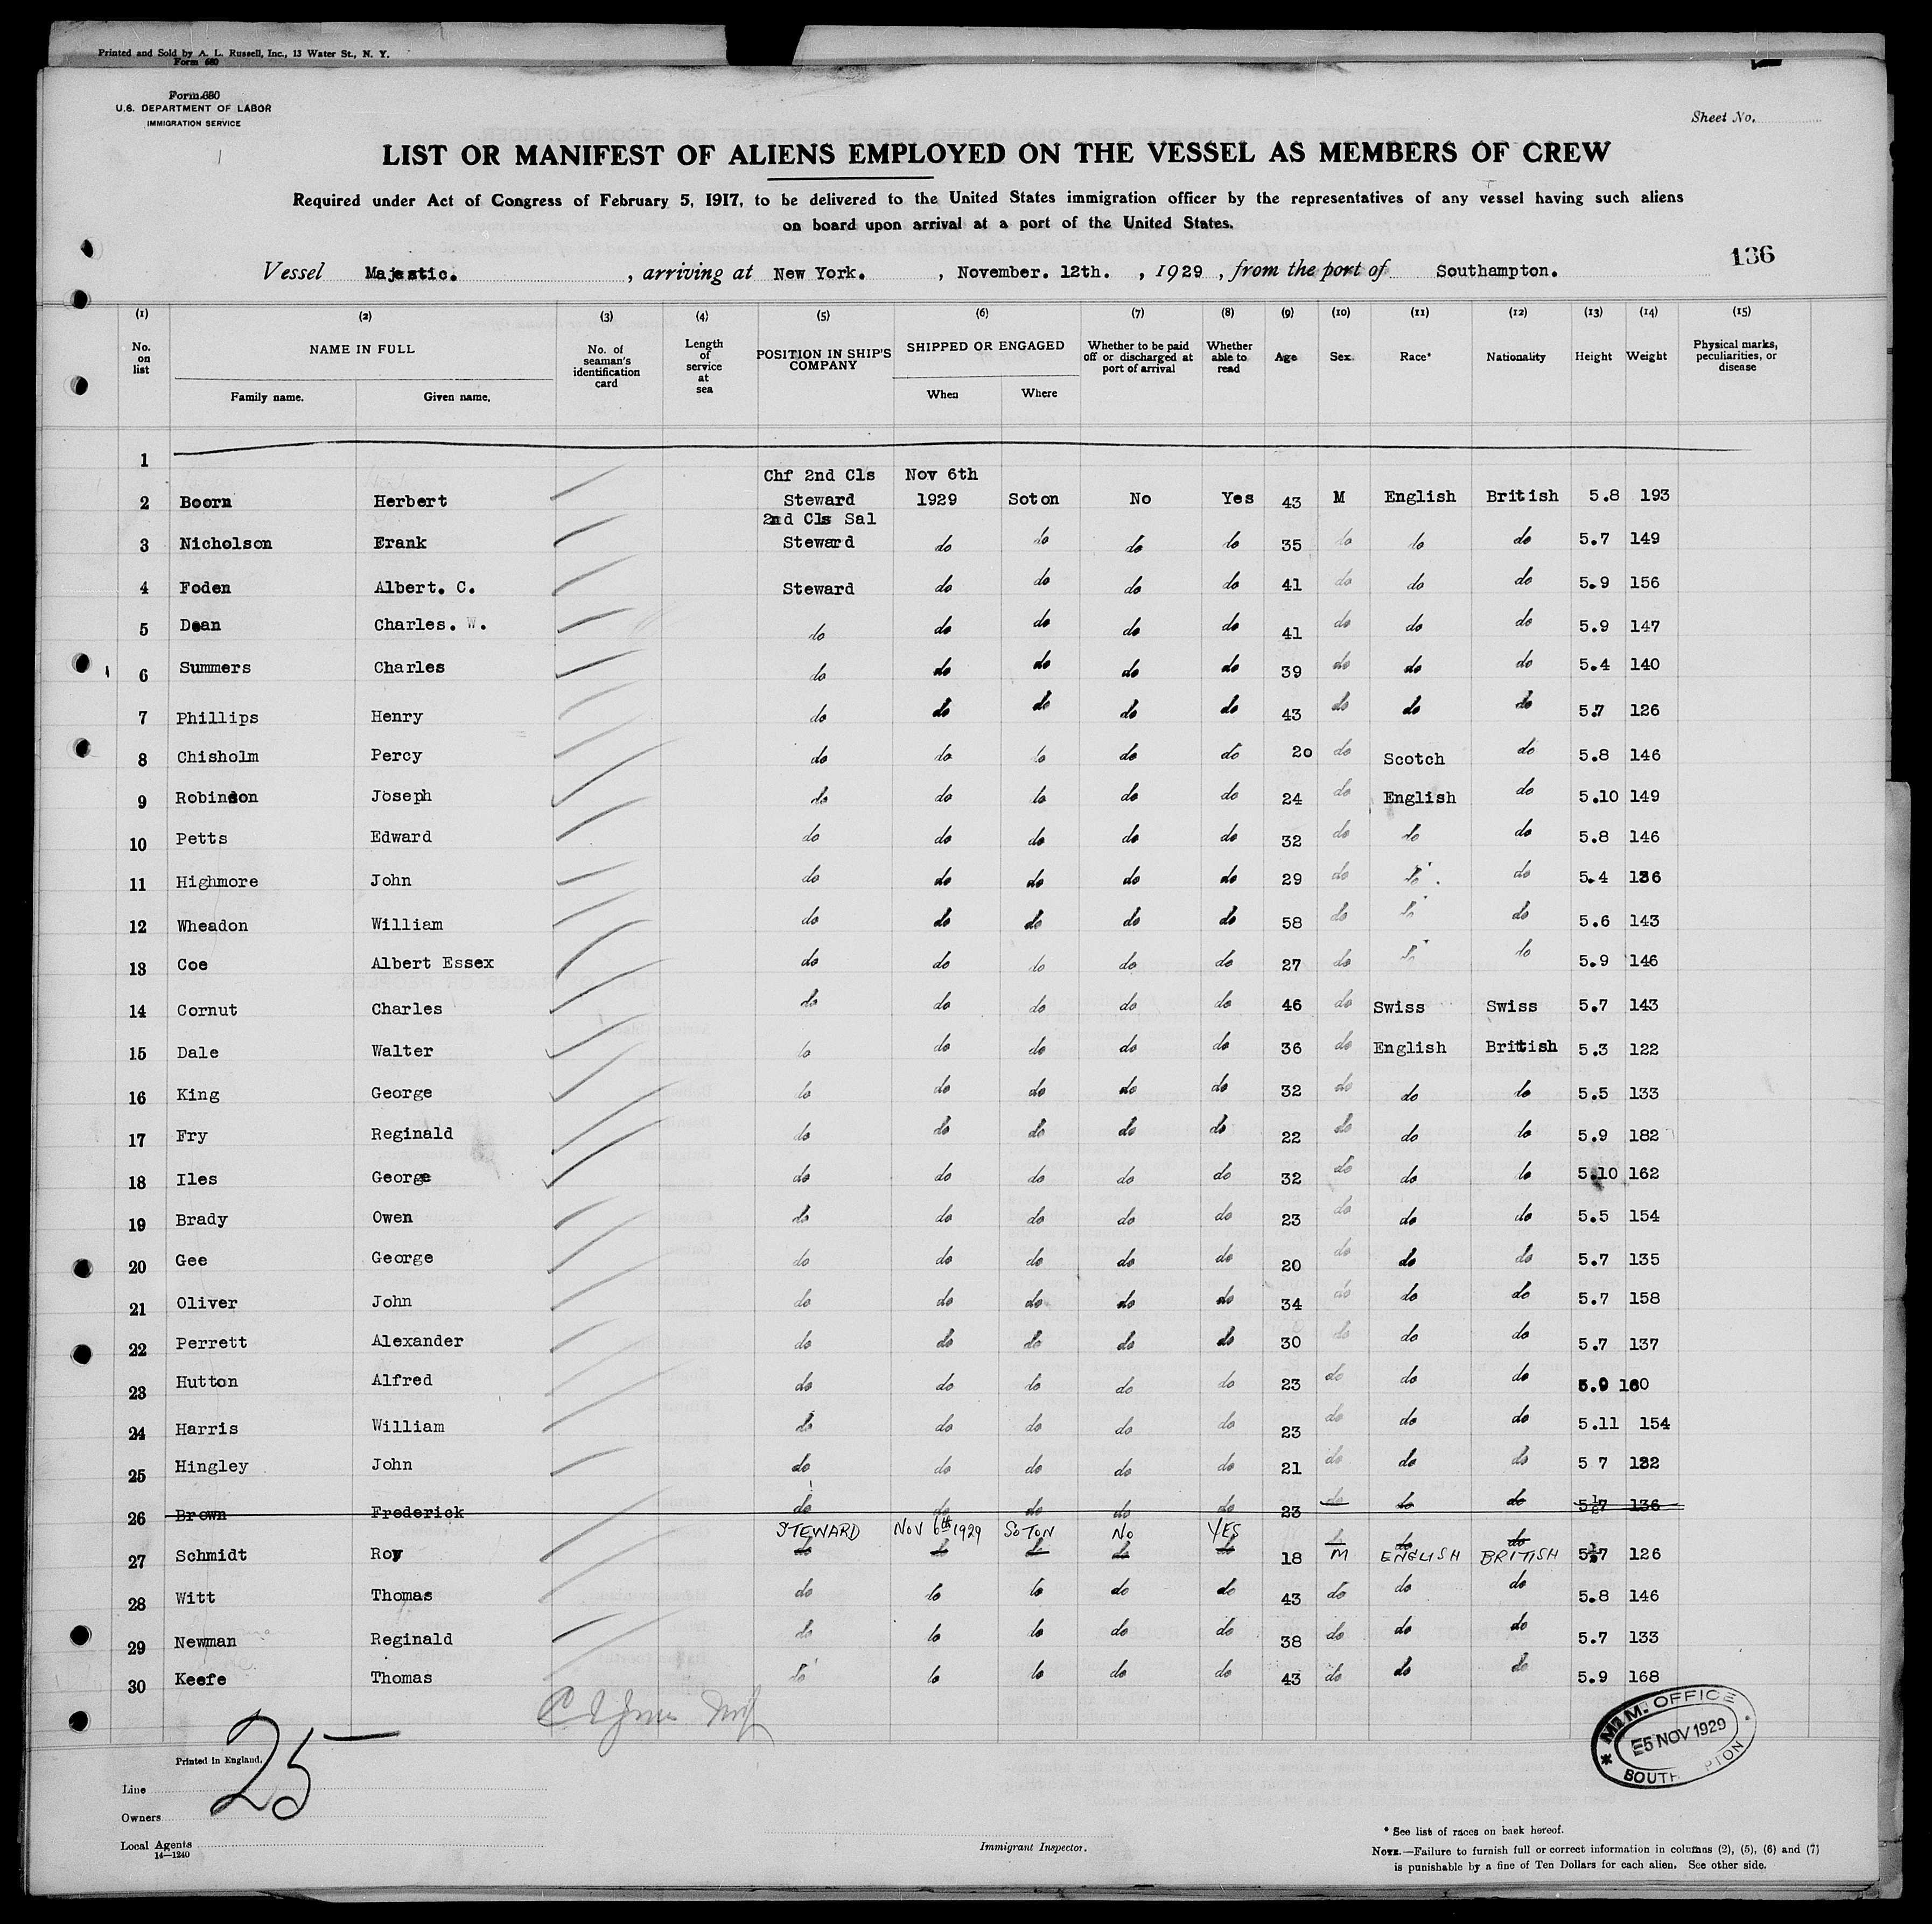 Printed and Sold by A. L. Russell, Inc., 13 Water St., N. Y.
Form 680
Form 680
U.S. DEPARTMENT OF LABOR
IMMIGRATION SERVICE
Sheet No.
LIST OR MANIFEST OF ALIENS EMPLOYED ON THE VESSEL AS MEMBERS OF CREW
Required under Act of Congress of February 5, 1917, to be delivered to the United States immigration officer by the representatives of any vessel having such aliens
on board upon arrival at a port of the United States.
136
Vessel Majestic. , arriving at New York. , November. 12th. , 1929 , from the port of Southampton.
(1) (2) (3) (4) (5) (6) (7) (8) (9) (10) (11) (12) (13) (14) (15)
No. on list NAME IN FULL Family name. Given name. No. of seaman's identification card Length of service at sea POSITION IN SHIP'S COMPANY SHIPPED OR ENGAGED When Where Whether to be paid off or discharged at port of arrival Whether able to read Age Sex Race* Nationality Height Weight Physical marks, peculiarities, or disease
1
Chf 2nd Cls Nov 6th
2 Boorn Herbert Steward 1929 Soton No Yes 43 M English British 5.8 193
2nd Cls Sal
3 Nicholson Frank Steward do do do do 35 do do do 5.7 149
4 Foden Albert. C. Steward do do do do 41 do do do 5.9 156
5 Dean Charles. W. do do do do do 41 do do do 5.9 147
6 Summers Charles do do do do do 39 do do do 5.4 140
7 Phillips Henry do do do do do 43 do do do 5.7 126
8 Chisholm Percy do do do do do 20 do Scotch do 5.8 146
9 Robinson Joseph do do do do do 24 do English do 5.10 149
10 Petts Edward do do do do do 32 do do do 5.8 146
11 Highmore John do do do do do 29 do do do 5.4 136
12 Wheadon William do do do do do 58 do do do 5.6 143
13 Coe Albert Essex do do do do do 27 do do do 5.9 146
14 Cornut Charles do do do do do 46 do Swiss Swiss 5.7 143
15 Dale Walter do do do do do 36 do English British 5.3 122
16 King George do do do do do 32 do do do 5.5 133
17 Fry Reginald do do do do do 22 do do do 5.9 182
18 Iles George do do do do do 32 do do do 5.10 162
19 Brady Owen do do do do do 23 do do do 5.5 154
20 Gee George do do do do do 20 do do do 5.7 135
21 Oliver John do do do do do 34 do do do 5.7 158
22 Perrett Alexander do do do do do 30 do do do 5.7 137
23 Hutton Alfred do do do do do 23 do do do 5.9 160
24 Harris William do do do do do 23 do do do 5.11 154
25 Hingley John do do do do do 21 do do do 5 7 132
26 Brown Frederick do do do do do 23 do do do 5½7 136
STEWARD NOV 6th 1929 SOTON No YES
27 Schmidt Roy do do do do do 18 do M do ENGLISH do BRITISH 5½7 126
28 Witt Thomas do do do do do 43 do do do 5.8 146
29 Newman Reginald do do do do do 38 do do do 5.7 133
30 Keefe Thomas do do do do do 43 do do do 5.9 168
25
* M.M. OFFICE *
5 NOV 1929
Printed in England.
Line
Owners
Local Agents
14—1240
Immigrant Inspector.
* See list of races on back hereof.
NOTE.—Failure to furnish full or correct information in columns (2), (5), (6) and (7)
is punishable by a fine of Ten Dollars for each alien. See other side.